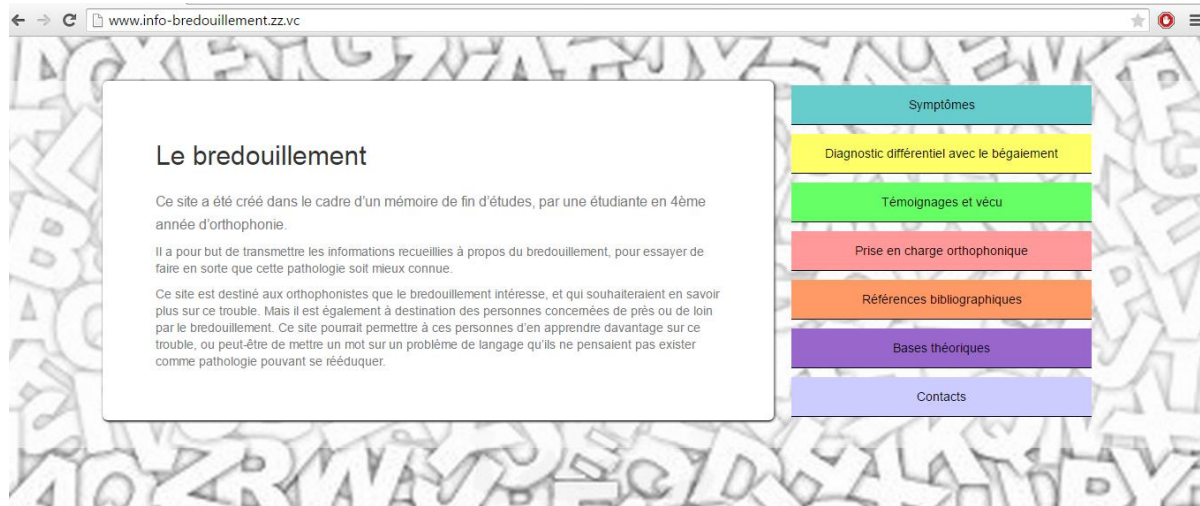 www.info-bredouillement.zz.vc
Le bredouillement
Ce site a été créé dans le cadre d'un mémoire de fin d'études, par une étudiante en 4ème
année d'orthophonie.
Il a pour but de transmettre les informations recueillies à propos du bredouillement, pour essayer de
faire en sorte que cette pathologie soit mieux connue.
Ce site est destiné aux orthophonistes que le bredouillement intéresse, et qui souhaiteraient en savoir
plus sur ce trouble. Mais il est également à destination des personnes concernées de près ou de loin
par le bredouillement. Ce site pourrait permettre à ces personnes d'en apprendre davantage sur ce
trouble, ou peut-être de mettre un mot sur un problème de langage qu'ils ne pensaient pas exister
comme pathologie pouvant se rééduquer.
Symptômes
Diagnostic différentiel avec le bégaiement
Témoignages et vécu
Prise en charge orthophonique
Références bibliographiques
Bases théoriques
Contacts